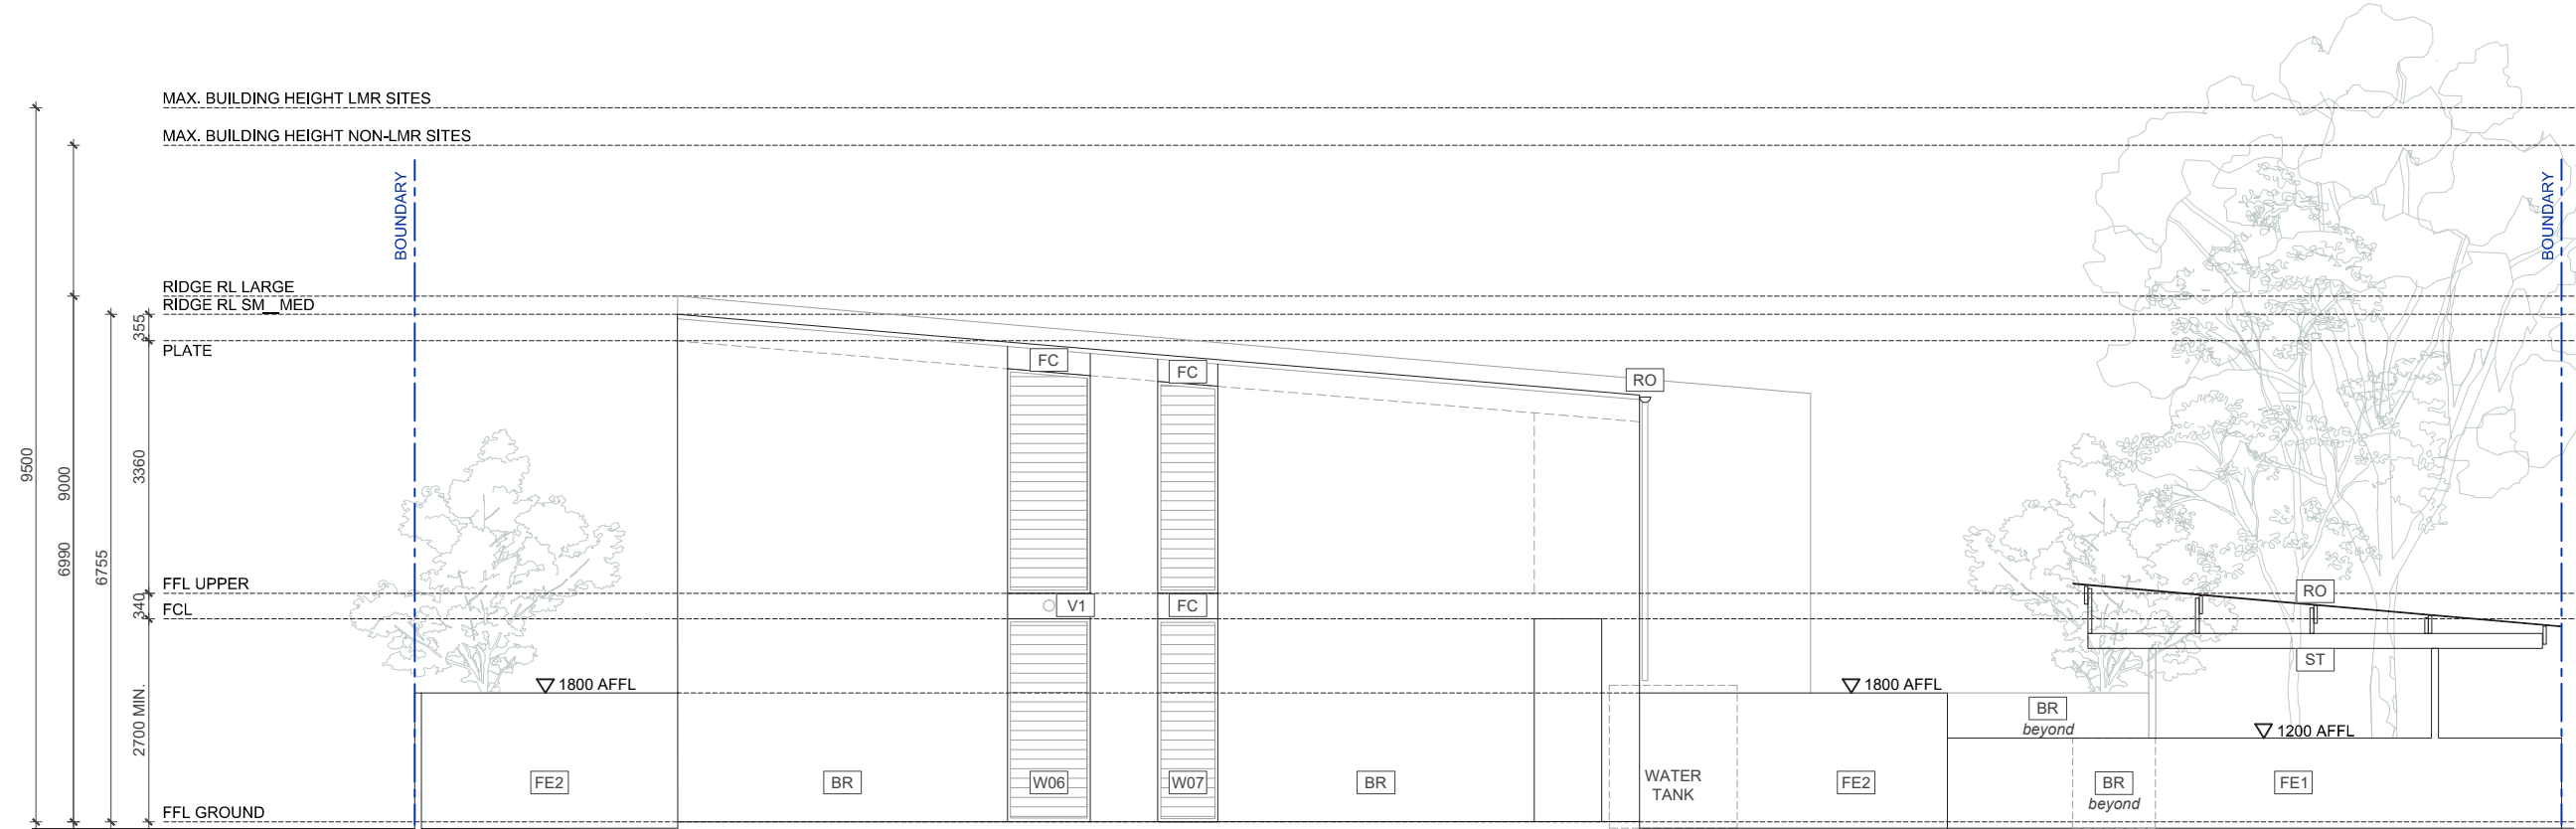 MAX. BUILDING HEIGHT LMR SITES
MAX. BUILDING HEIGHT NON-LMR SITES
BOUNDARY
BOUNDARY
RIDGE RL LARGE
RIDGE RL SM__MED
355
PLATE
FC
FC
RO
9500
9000
6990
6755
3360
FFL UPPER
340
FCL
V1
FC
RO
ST
2700 MIN.
1800 AFFL
1800 AFFL
BR
beyond
1200 AFFL
FE2
BR
W06
W07
BR
WATER
TANK
FE2
BR
beyond
FE1
FFL GROUND